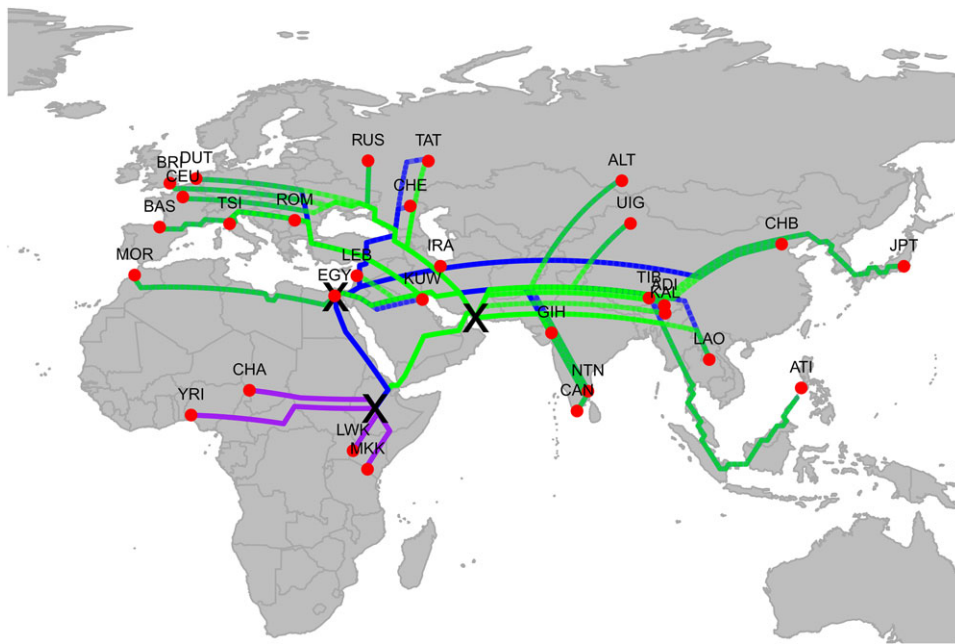 RUS
TAT
BRI
DUT
CEU
ALT
CHE
BAS
TSI
ROM
UIG
CHB
MOR
LEB
IRA
JPT
EGY
KUW
TIB
ADI
KAL
X
X
GIH
LAO
CHA
NTN
ATI
YRI
CAN
X
LWK
MKK